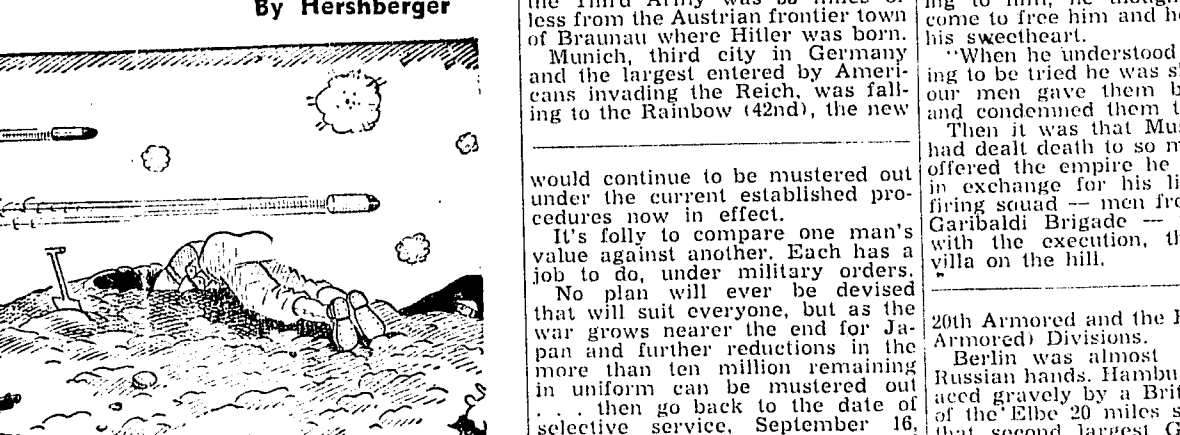 By Hershberger
the Third Army was
less from the Austrian frontier town
of Braunau where Hitler was born.
Munich, third city in Germany
and the largest entered by Ameri-
cans invading the Reich, was fall-
ing to the Rainbow (42nd), the new
would continue to be mustered out
under the current established pro-
cedures now in effect.
It's folly to compare one man's
value against another. Each has a
job to do, under military orders.
No plan will ever be devised
that will suit everyone, but as the
war grows nearer the end for Ja-
pan and further reductions in the
more than ten million remaining
in uniform can be mustered out
. . . then go back to the date of
selective service, September 16,
come to free him and
his sweetheart.
"When he understood
ing to be tried he was
our men gave them
and condemned them
Then it was that
had dealt death to so
offered the empire he
in exchange for his
firing squad — men
Garibaldi Brigade —
with the execution,
villa on the hill.
20th Armored and the
Armored) Divisions.
Berlin was almost
Russian hands.
aced gravely by a
of the Elbe 20 miles
that second largest